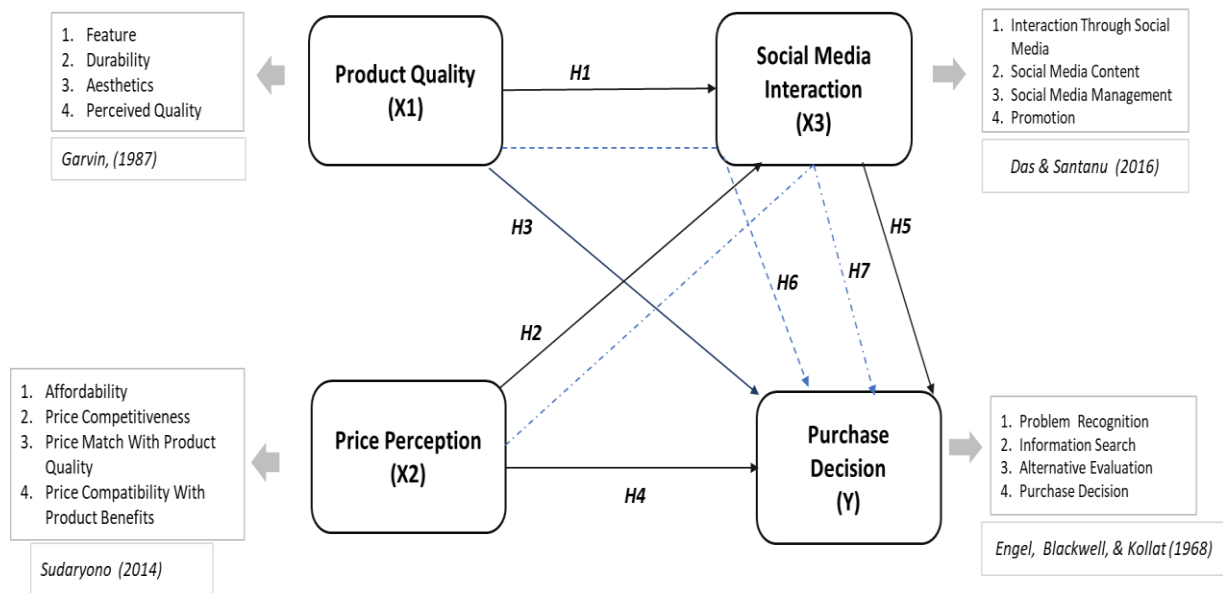 1. Feature
2. Durability
3. Aesthetics
4. Perceived Quality
Garvin, (1987)
Product Quality
(X1)
H1
Social Media
Interaction
(X3)
1. Interaction Through Social
Media
2. Social Media Content
3. Social Media Management
4. Promotion
Das & Santanu (2016)
H3
H5
H6
H7
H2
1. Affordability
2. Price Competitiveness
3. Price Match With Product
Quality
4. Price Compatibility With
Product Benefits
Sudaryono (2014)
Price Perception
(X2)
H4
Purchase
Decision
(Y)
1. Problem Recognition
2. Information Search
3. Alternative Evaluation
4. Purchase Decision
Engel, Blackwell, & Kollat (1968)